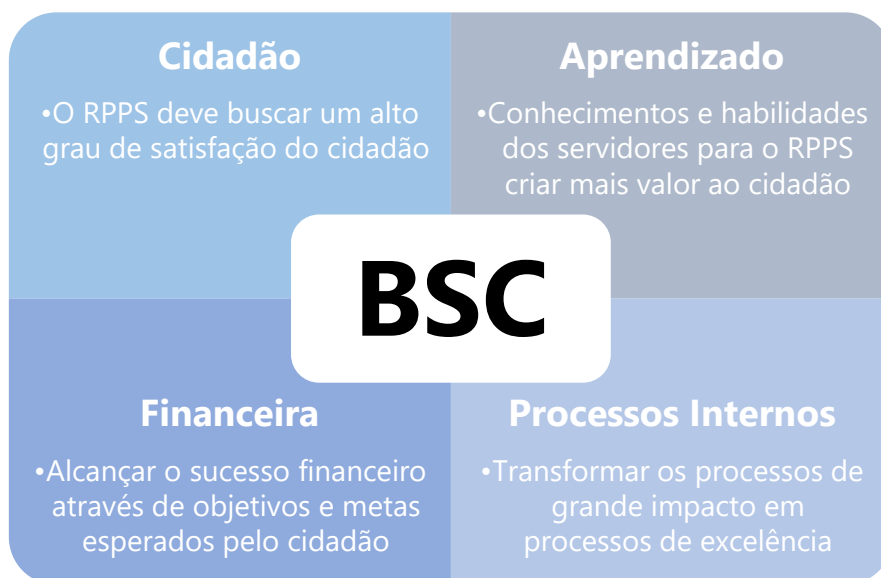 Cidadão
•O RPPS deve buscar um alto
grau de satisfação do cidadão
Aprendizado
•Conhecimentos e habilidades
dos servidores para o RPPS
criar mais valor ao cidadão
BSC
Financeira
•Alcançar o sucesso financeiro
através de objetivos e metas
esperados pelo cidadão
Processos Internos
•Transformar os processos de
grande impacto em
processos de excelência